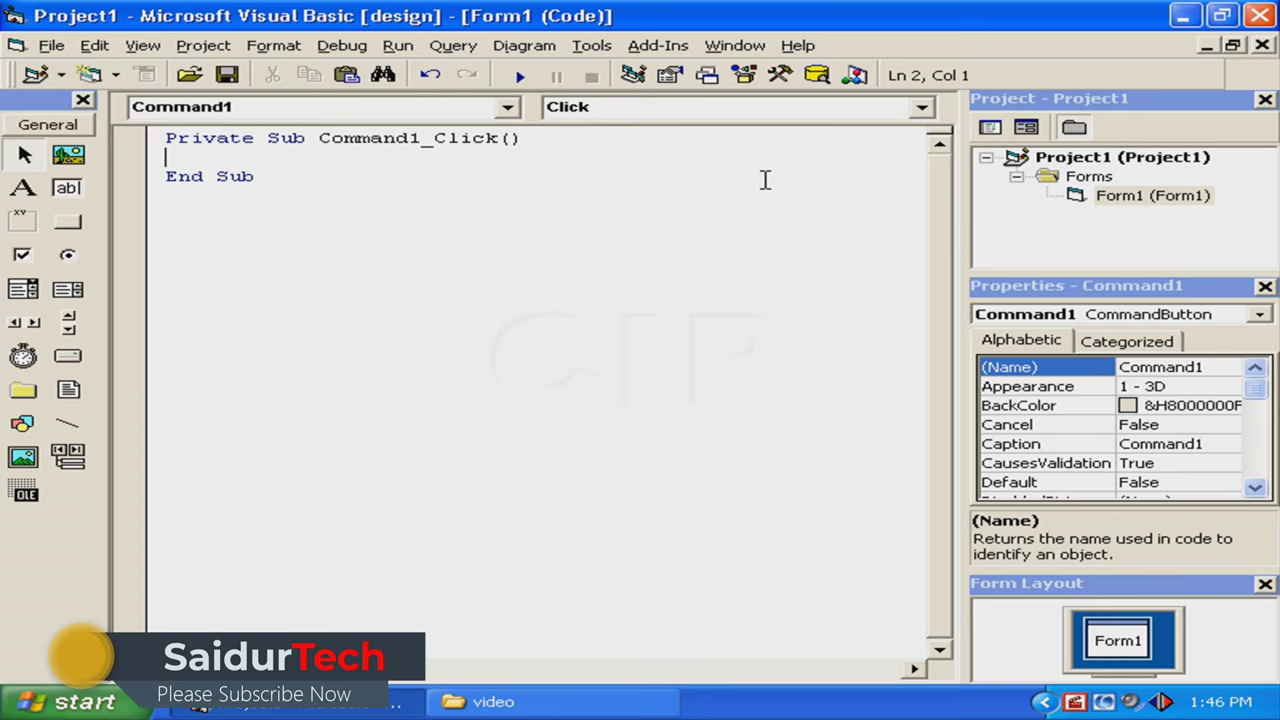 Project1 - Microsoft Visual Basic [design] - [Form1 (Code)]
File Edit View Project Format Debug Run Query Diagram Tools Add-Ins Window Help
Ln 2, Col 1
General
Command1
Click
Project - Project1
Private Sub Command1_Click()
End Sub
Project1 (Project1)
Forms
Form1 (Form1)
A
ab|
xy
OLE
Properties - Command1
Command1 CommandButton
Alphabetic Categorized
(Name) Command1
Appearance 1 - 3D
BackColor &H8000000F
Cancel False
Caption Command1
CausesValidation True
Default False
(Name)
Returns the name used in code to
identify an object.
Form Layout
Form1
SaidurTech
Please Subscribe Now
start
video
1:46 PM